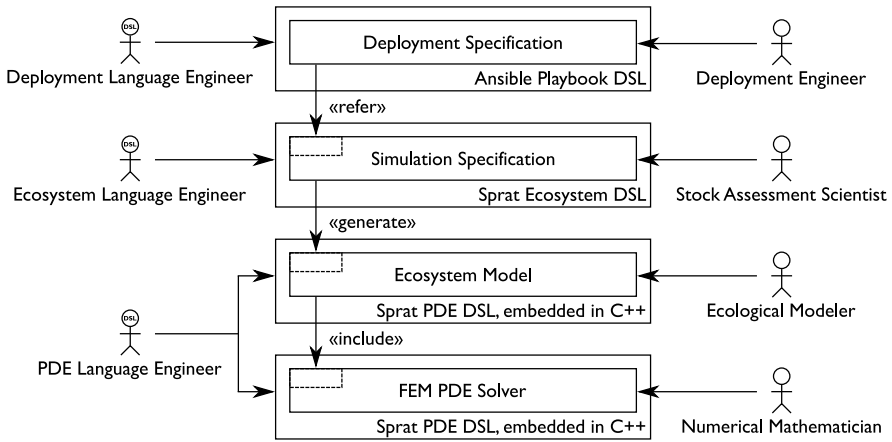 DSL
Deployment Language Engineer
Deployment Specification
Ansible Playbook DSL
Deployment Engineer
«refer»
DSL
Ecosystem Language Engineer
Simulation Specification
Sprat Ecosystem DSL
Stock Assessment Scientist
«generate»
Ecosystem Model
Sprat PDE DSL, embedded in C++
Ecological Modeler
DSL
PDE Language Engineer
«include»
FEM PDE Solver
Sprat PDE DSL, embedded in C++
Numerical Mathematician